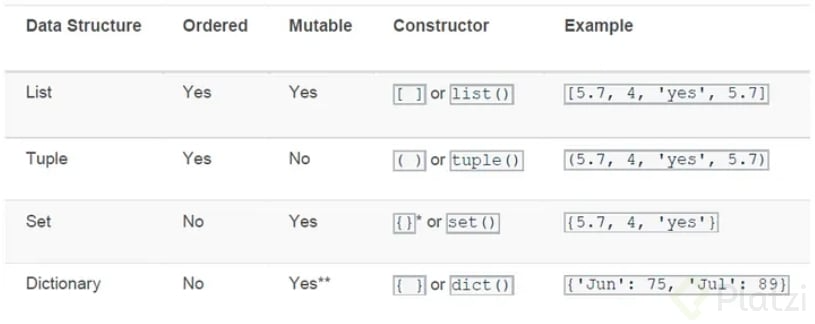 Data Structure Ordered Mutable Constructor Example
List Yes Yes [ ] or list() [5.7, 4, 'yes', 5.7]
Tuple Yes No ( ) or tuple() (5.7, 4, 'yes', 5.7)
Set No Yes {}* or set() {5.7, 4, 'yes'}
Dictionary No Yes** { } or dict() {'Jun': 75, 'Jul': 89}
Platzi